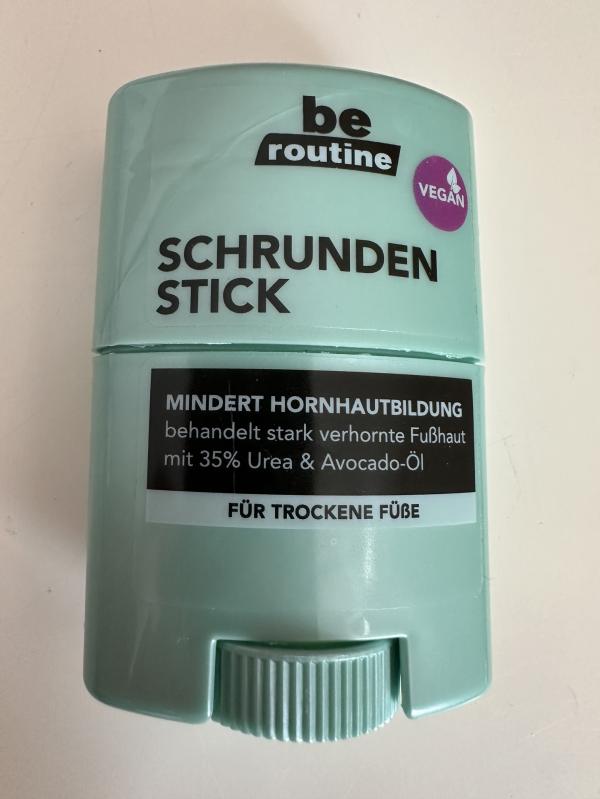 be
routine
VEGAN
SCHRUNDEN
STICK
MINDERT HORNHAUTBILDUNG
behandelt stark verhornte Fußhaut
mit 35% Urea & Avocado-Öl
FÜR TROCKENE FÜßE